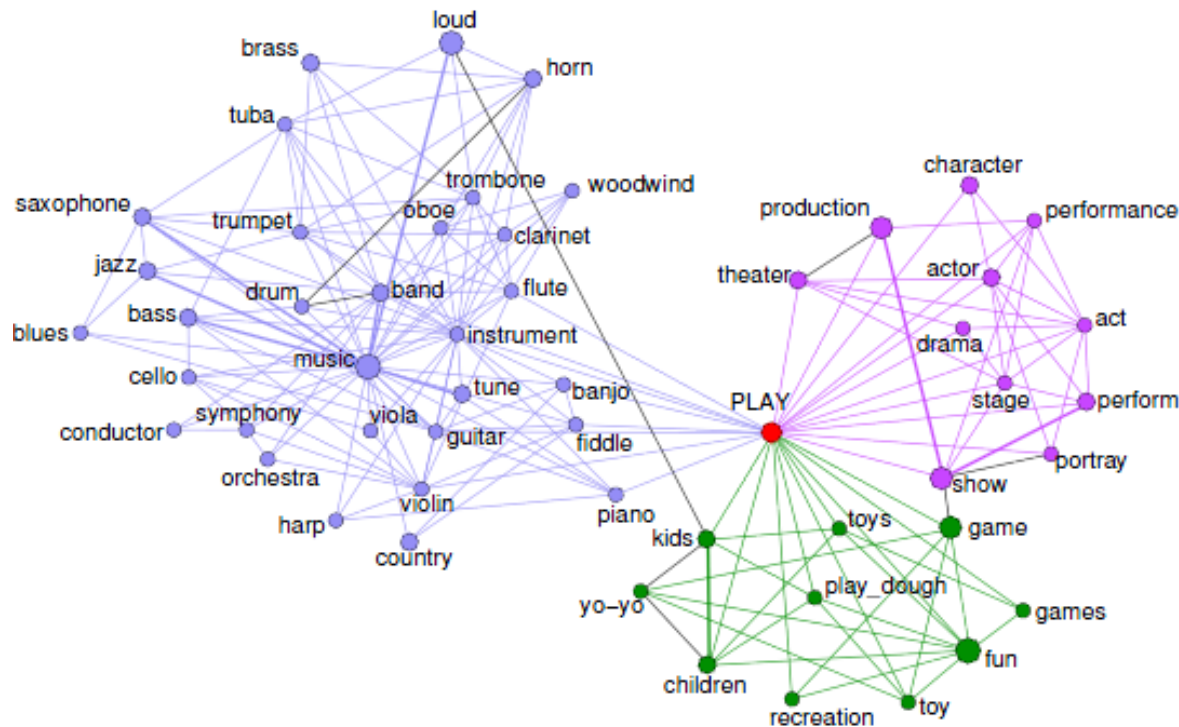 loud
brass
horn
tuba
character
trombone
woodwind
saxophone
production
oboe
performance
trumpet
clarinet
jazz
theater
actor
drum
band
flute
bass
act
blues
instrument
drama
music
cello
tune
banjo
PLAY
stage
perform
symphony
viola
conductor
guitar
fiddle
portray
orchestra
show
violin
harp
piano
toys
game
country
kids
play_dough
yo-yo
games
fun
children
recreation
toy